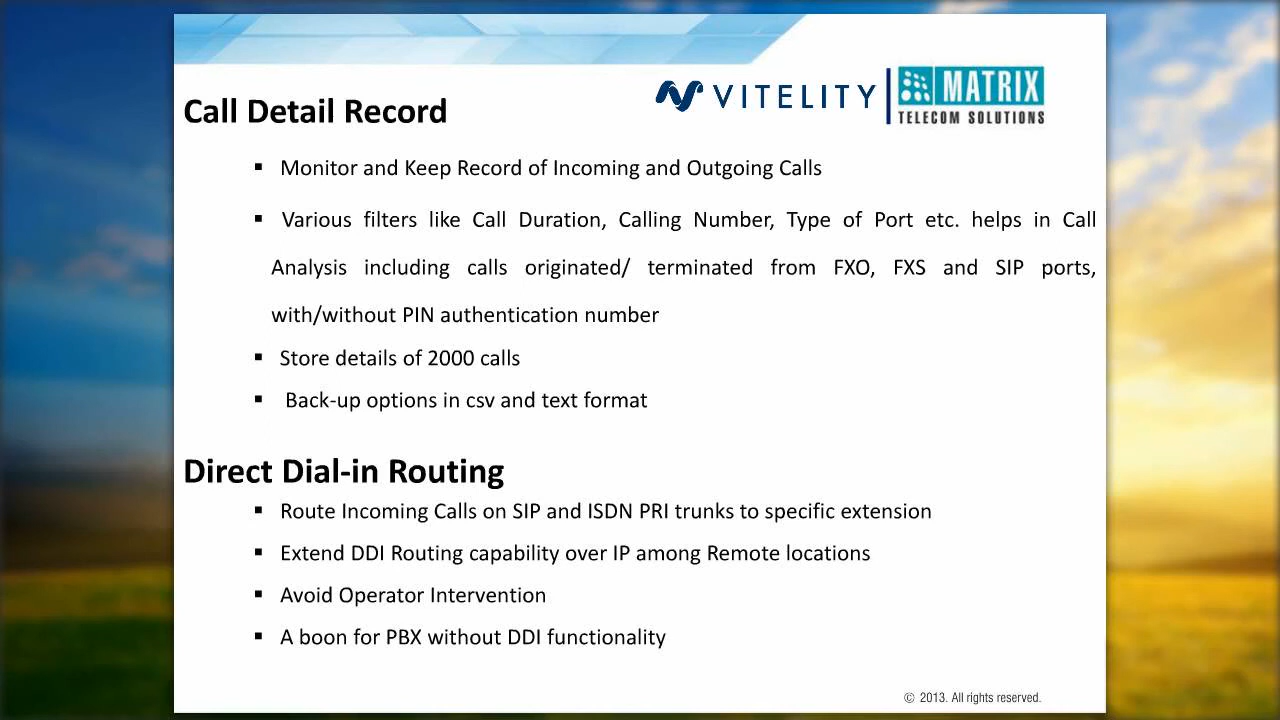 VITELITY
MATRIX
TELECOM SOLUTIONS
Call Detail Record
▪ Monitor and Keep Record of Incoming and Outgoing Calls
▪ Various filters like Call Duration, Calling Number, Type of Port etc. helps in Call
Analysis including calls originated/ terminated from FXO, FXS and SIP ports,
with/without PIN authentication number
▪ Store details of 2000 calls
▪ Back-up options in csv and text format
Direct Dial-in Routing
▪ Route Incoming Calls on SIP and ISDN PRI trunks to specific extension
▪ Extend DDI Routing capability over IP among Remote locations
▪ Avoid Operator Intervention
▪ A boon for PBX without DDI functionality
© 2013. All rights reserved.